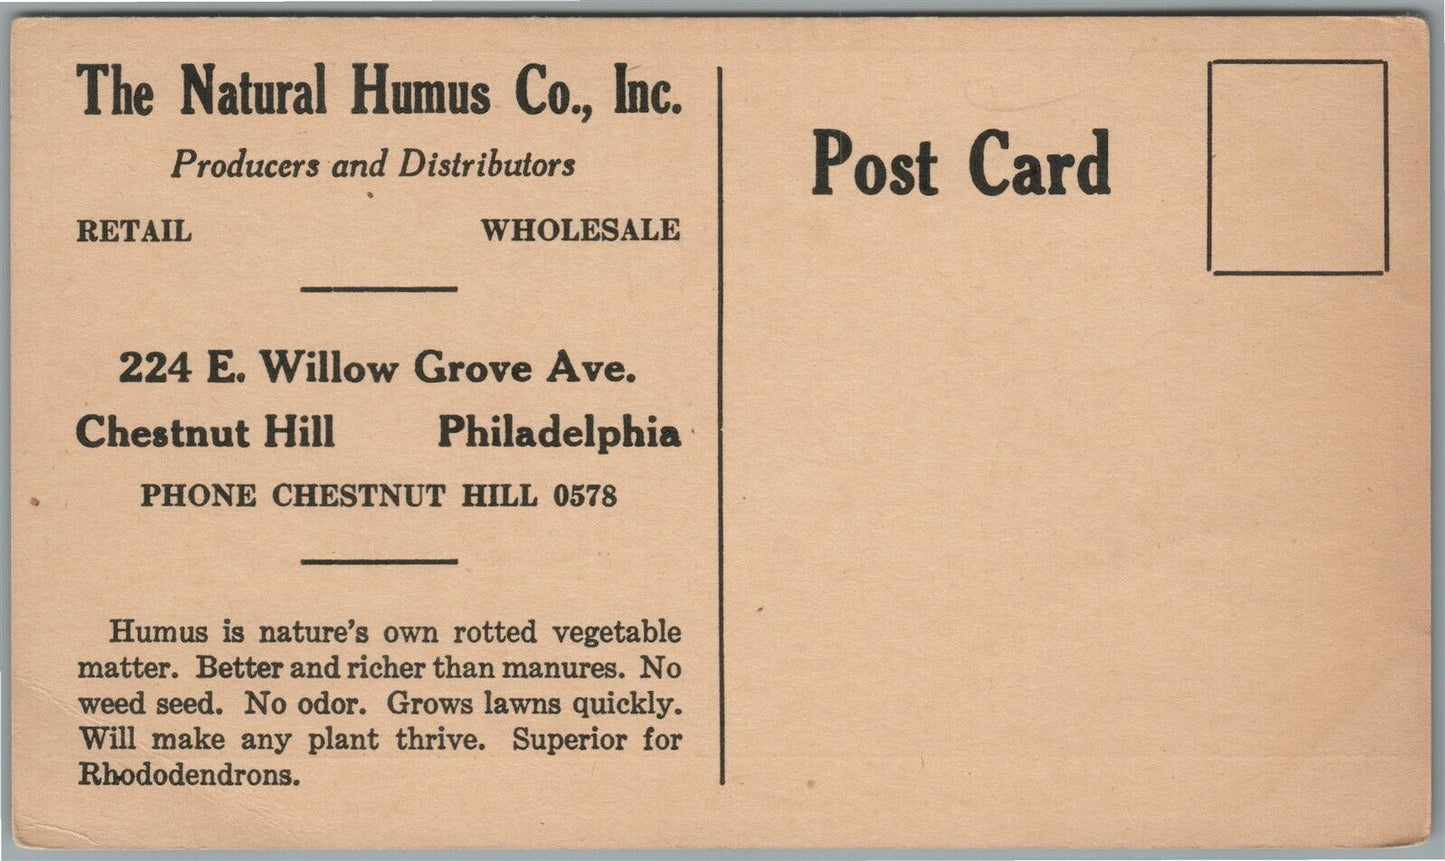 The Natural Humus Co., Inc.
Producers and Distributors
RETAIL WHOLESALE
224 E. Willow Grove Ave.
Chestnut Hill Philadelphia
PHONE CHESTNUT HILL 0578
Humus is nature's own rotted vegetable
matter. Better and richer than manures. No
weed seed. No odor. Grows lawns quickly.
Will make any plant thrive. Superior for
Rhododendrons.
Post Card